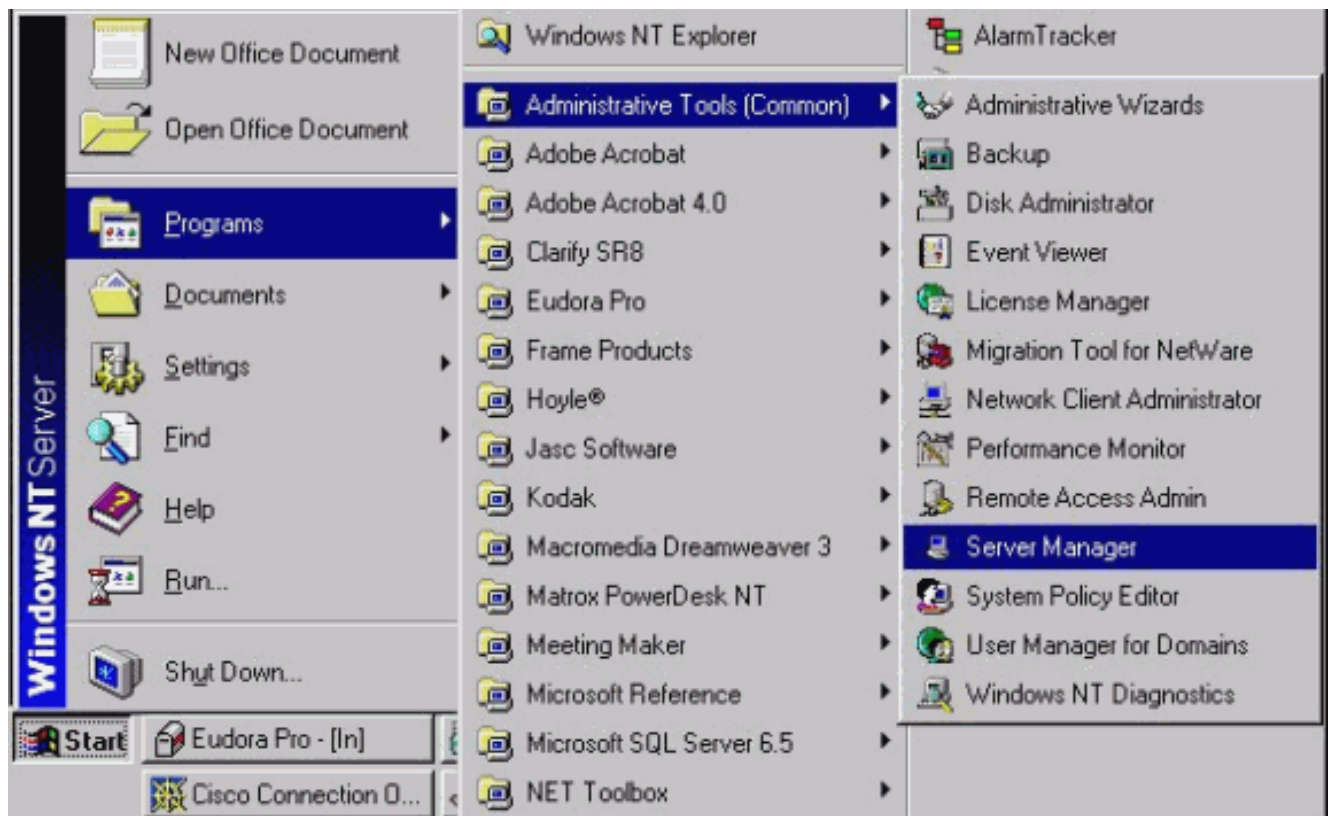 Windows NT Server
New Office Document
Open Office Document
Programs
Documents
Settings
Find
Help
Run...
Shut Down...
Start
Eudora Pro - [In]
Cisco Connection O...
Windows NT Explorer
Administrative Tools (Common)
Adobe Acrobat
Adobe Acrobat 4.0
Clarify SR8
Eudora Pro
Frame Products
Hoyle®
Jasc Software
Kodak
Macromedia Dreamweaver 3
Matrox PowerDesk NT
Meeting Maker
Microsoft Reference
Microsoft SQL Server 6.5
NET Toolbox
AlarmTracker
Administrative Wizards
Backup
Disk Administrator
Event Viewer
License Manager
Migration Tool for NetWare
Network Client Administrator
Performance Monitor
Remote Access Admin
Server Manager
System Policy Editor
User Manager for Domains
Windows NT Diagnostics